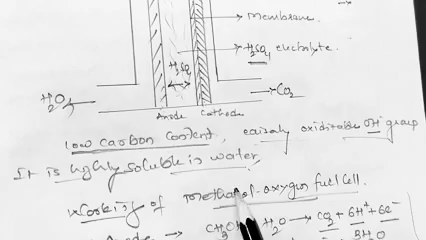 membrane.
H2SO4 electrolyte.
H2SO4
H2O
CO2
Anode Cathode
low carbon content, easily oxidisable OH group
It is highly soluble in water,
Working of methanol-oxygen fuel cell.
Anode → CH3OH H2O → CO2 + 6H+ + 6e-
3H2O